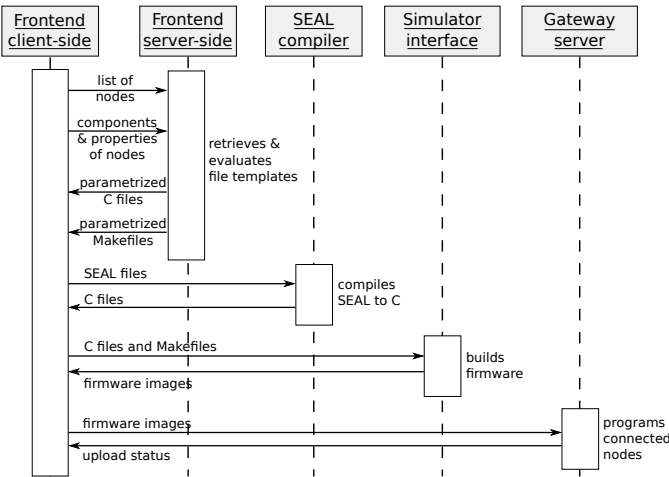 Frontend
client-side
Frontend
server-side
SEAL
compiler
Simulator
interface
Gateway
server
list of
nodes
components
& properties
of nodes
retrieves &
evaluates
file templates
parametrized
C files
parametrized
Makefiles
SEAL files
C files
compiles
SEAL to C
C files and Makefiles
firmware images
builds
firmware
firmware images
upload status
programs
connected
nodes